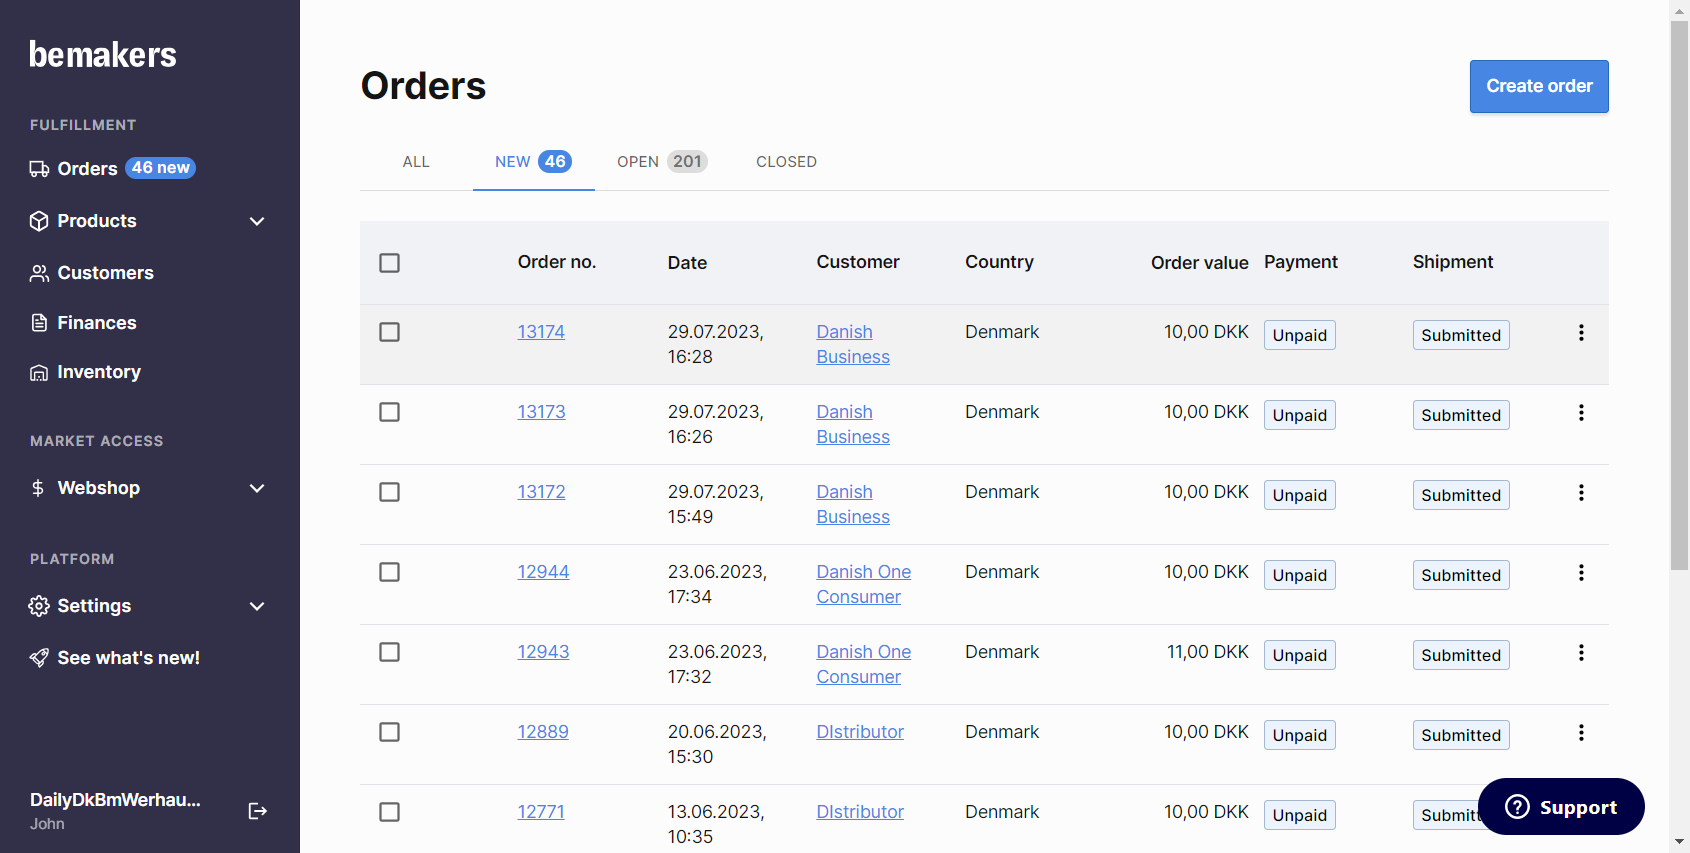 bemakers
FULFILLMENT
Orders 46 new
Products
Customers
Finances
Inventory
MARKET ACCESS
Webshop
PLATFORM
Settings
See what's new!
DailyDkBmWerhau...
John
Orders
Create order
ALL NEW 46 OPEN 201 CLOSED
Order no. Date Customer Country Order value Payment Shipment
13174 29.07.2023, Danish Denmark 10,00 DKK Unpaid Submitted
16:28 Business
13173 29.07.2023, Danish Denmark 10,00 DKK Unpaid Submitted
16:26 Business
13172 29.07.2023, Danish Denmark 10,00 DKK Unpaid Submitted
15:49 Business
12944 23.06.2023, Danish One Denmark 10,00 DKK Unpaid Submitted
17:34 Consumer
12943 23.06.2023, Danish One Denmark 11,00 DKK Unpaid Submitted
17:32 Consumer
12889 20.06.2023, DIstributor Denmark 10,00 DKK Unpaid Submitted
15:30
12771 13.06.2023, DIstributor Denmark 10,00 DKK Unpaid Submitt
10:35
Support